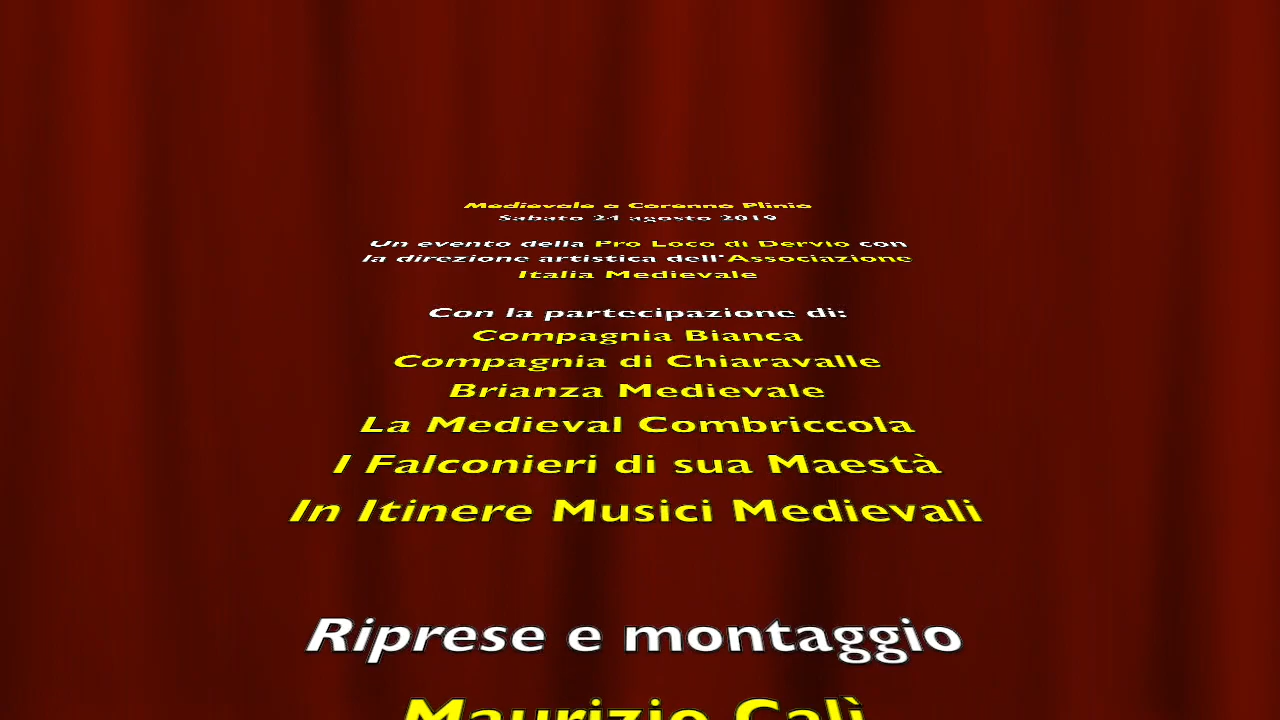 Medievale a Corenno Plinio
Sabato 24 agosto 2019
Un evento della Pro Loco di Dervio con
la direzione artistica dell'Associazione
Italia Medievale
Con la partecipazione di:
Compagnia Bianca
Compagnia di Chiaravalle
Brianza Medievale
La Medieval Combriccola
I Falconieri di sua Maestà
In Itinere Musici Medievali
Riprese e montaggio
Maurizio Calì